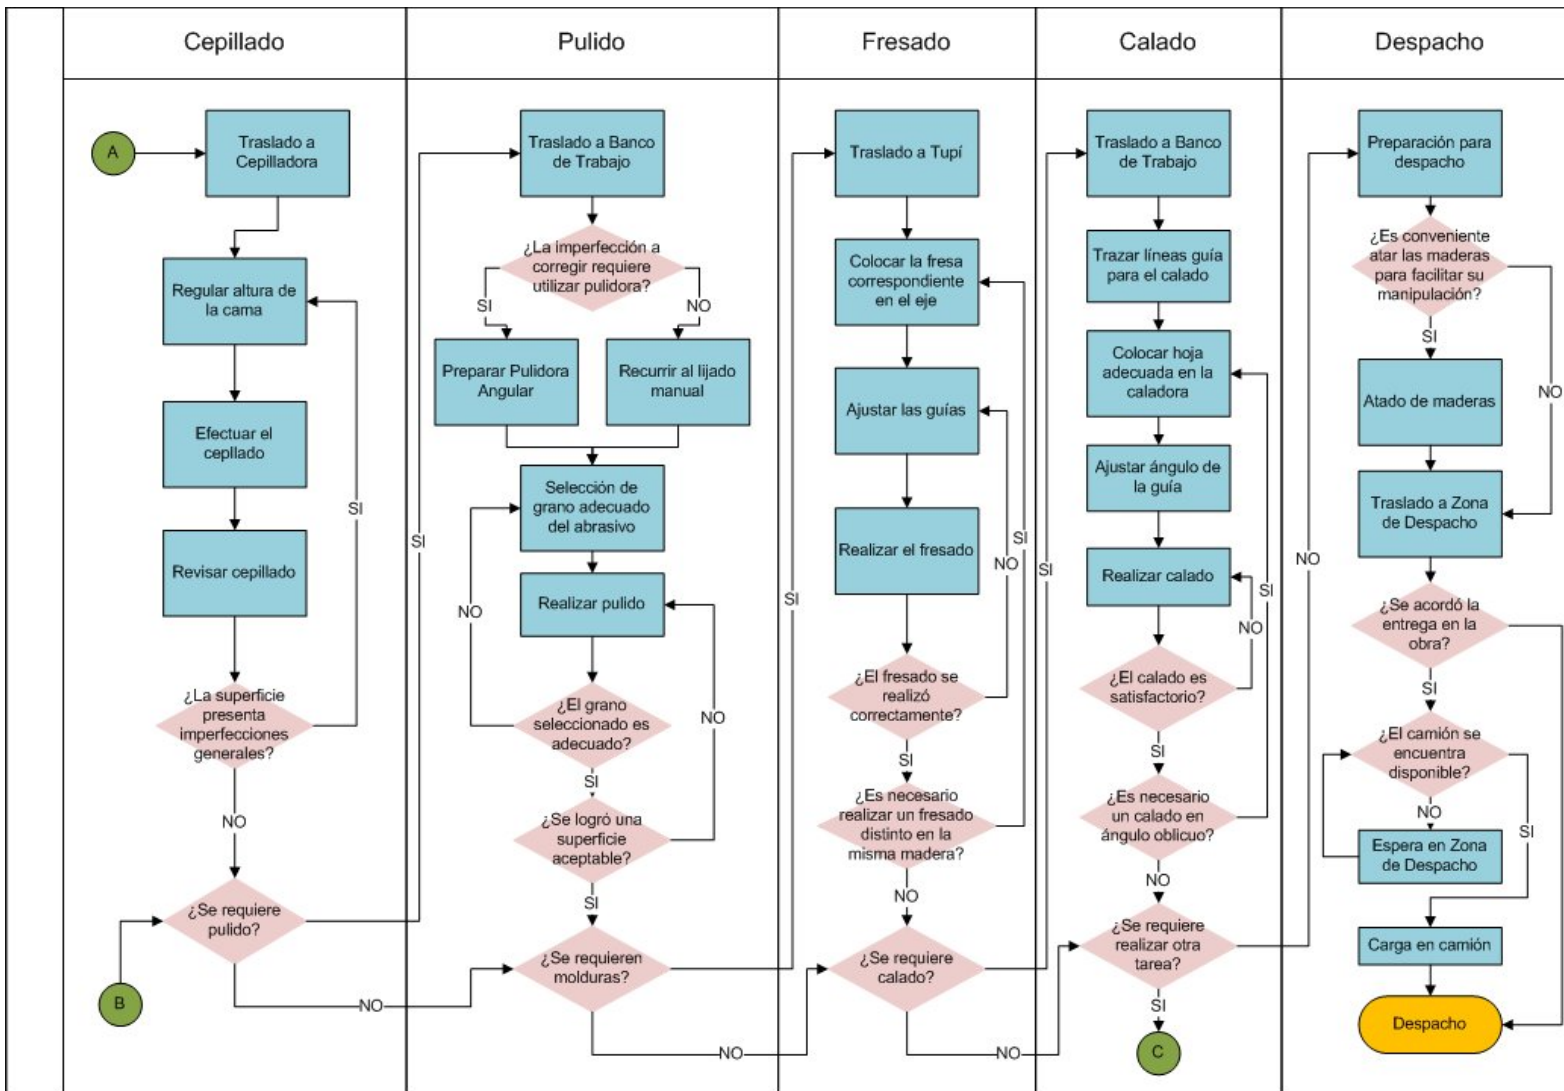 Cepillado
Pulido
Fresado
Calado
Despacho
A
Traslado a
Cepilladora
Regular altura de
la cama
Efectuar el
cepllado
Revisar cepillado
SI
¿La superficie
presenta
imperfecciones
generales?
NO
¿Se requiere
pulido?
B
SI
NO
Traslado a Banco
de Trabajo
¿La imperfección a
corregir requiere
utilizar pulidora?
SI
NO
Preparar Pulidora
Angular
Recurrir al lijado
manual
Selección de
grano adecuado
del abrasivo
Realizar pulido
NO
¿El grano
seleccionado es
adecuado?
NO
SI
¿Se logró una
superficie
aceptable?
SI
¿Se requieren
molduras?
SI
NO
Traslado a Tupí
Colocar la fresa
correspondiente
en el eje
Ajustar las guías
Realizar el fresado
SI
NO
¿El fresado se
realizó
correctamente?
SI
¿Es necesario
realizar un fresado
distinto en la
misma madera?
NO
¿Se requiere
calado?
SI
NO
Traslado a Banco
de Trabajo
Trazar líneas guía
para el calado
Colocar hoja
adecuada en la
caladora
Ajustar ángulo de
la guía
Realizar calado
SI
NO
¿El calado es
satisfactorio?
SI
¿Es necesario
un calado en
ángulo oblicuo?
NO
¿Se requiere
realizar otra
tarea?
SI
C
NO
Preparación para
despacho
¿Es conveniente
atar las maderas
para facilitar su
manipulación?
SI
NO
Atado de maderas
Traslado a Zona
de Despacho
¿Se acordó la
entrega en la
obra?
SI
¿El camión se
encuentra
disponible?
NO
SI
Espera en Zona
de Despacho
Carga en camión
Despacho